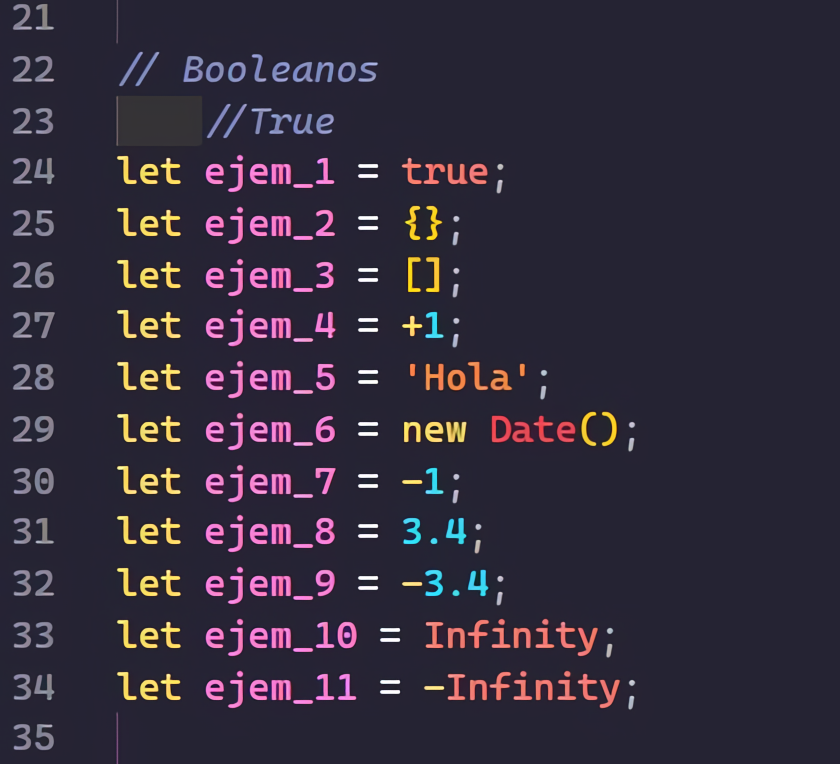 21
22 // Booleanos
23     //True
24 let ejem_1 = true;
25 let ejem_2 = {};
26 let ejem_3 = [];
27 let ejem_4 = +1;
28 let ejem_5 = 'Hola';
29 let ejem_6 = new Date();
30 let ejem_7 = -1;
31 let ejem_8 = 3.4;
32 let ejem_9 = -3.4;
33 let ejem_10 = Infinity;
34 let ejem_11 = -Infinity;
35